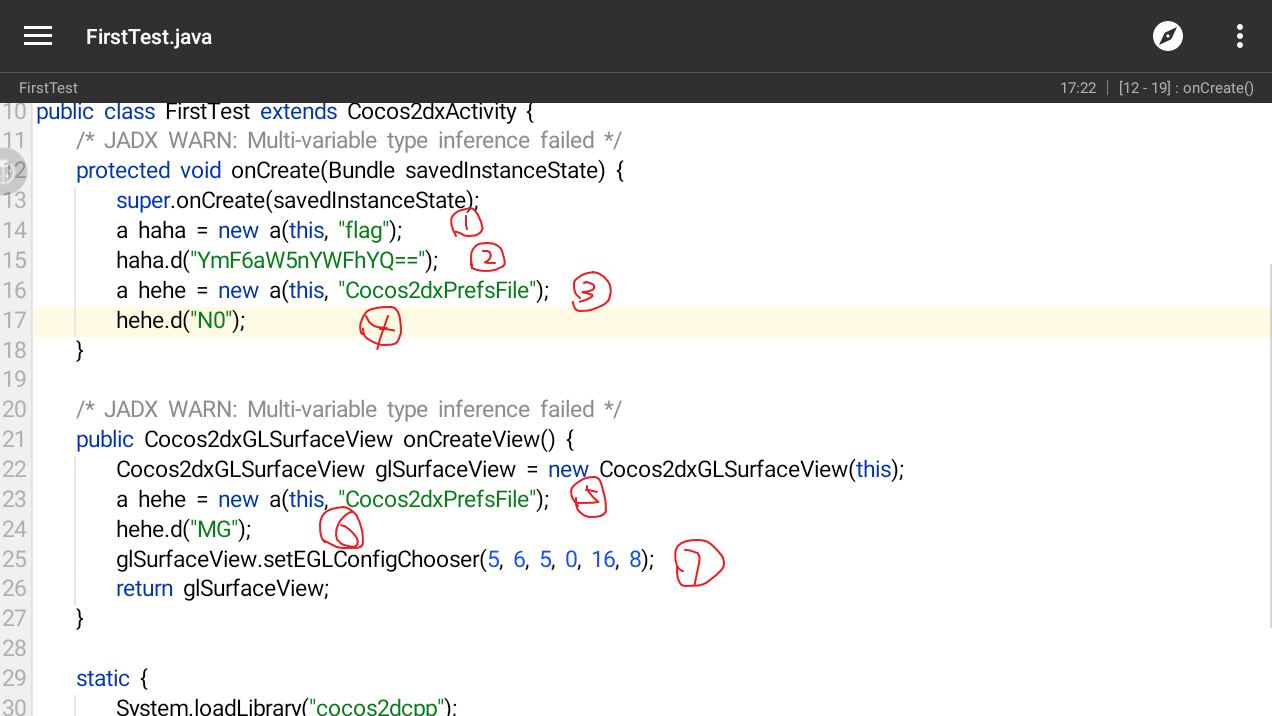 FirstTest.java
FirstTest
17:22 [12 - 19] : onCreate()
10 public class FirstTest extends Cocos2dxActivity {
11 /* JADX WARN: Multi-variable type inference failed */
12 protected void onCreate(Bundle savedInstanceState) {
13 super.onCreate(savedInstanceState);
14 a haha = new a(this, "flag"); 1
15 haha.d("YmF6aW5nYWFhYQ=="); 2
16 a hehe = new a(this, "Cocos2dxPrefsFile"); 3
17 hehe.d("N0"); 4
18 }
19
20 /* JADX WARN: Multi-variable type inference failed */
21 public Cocos2dxGLSurfaceView onCreateView() {
22 Cocos2dxGLSurfaceView glSurfaceView = new Cocos2dxGLSurfaceView(this);
23 a hehe = new a(this, "Cocos2dxPrefsFile"); 5
24 hehe.d("MG"); 6
25 glSurfaceView.setEGLConfigChooser(5, 6, 5, 0, 16, 8); 7
26 return glSurfaceView;
27 }
28
29 static {
30 System.loadLibrary("cocos2dcpp");